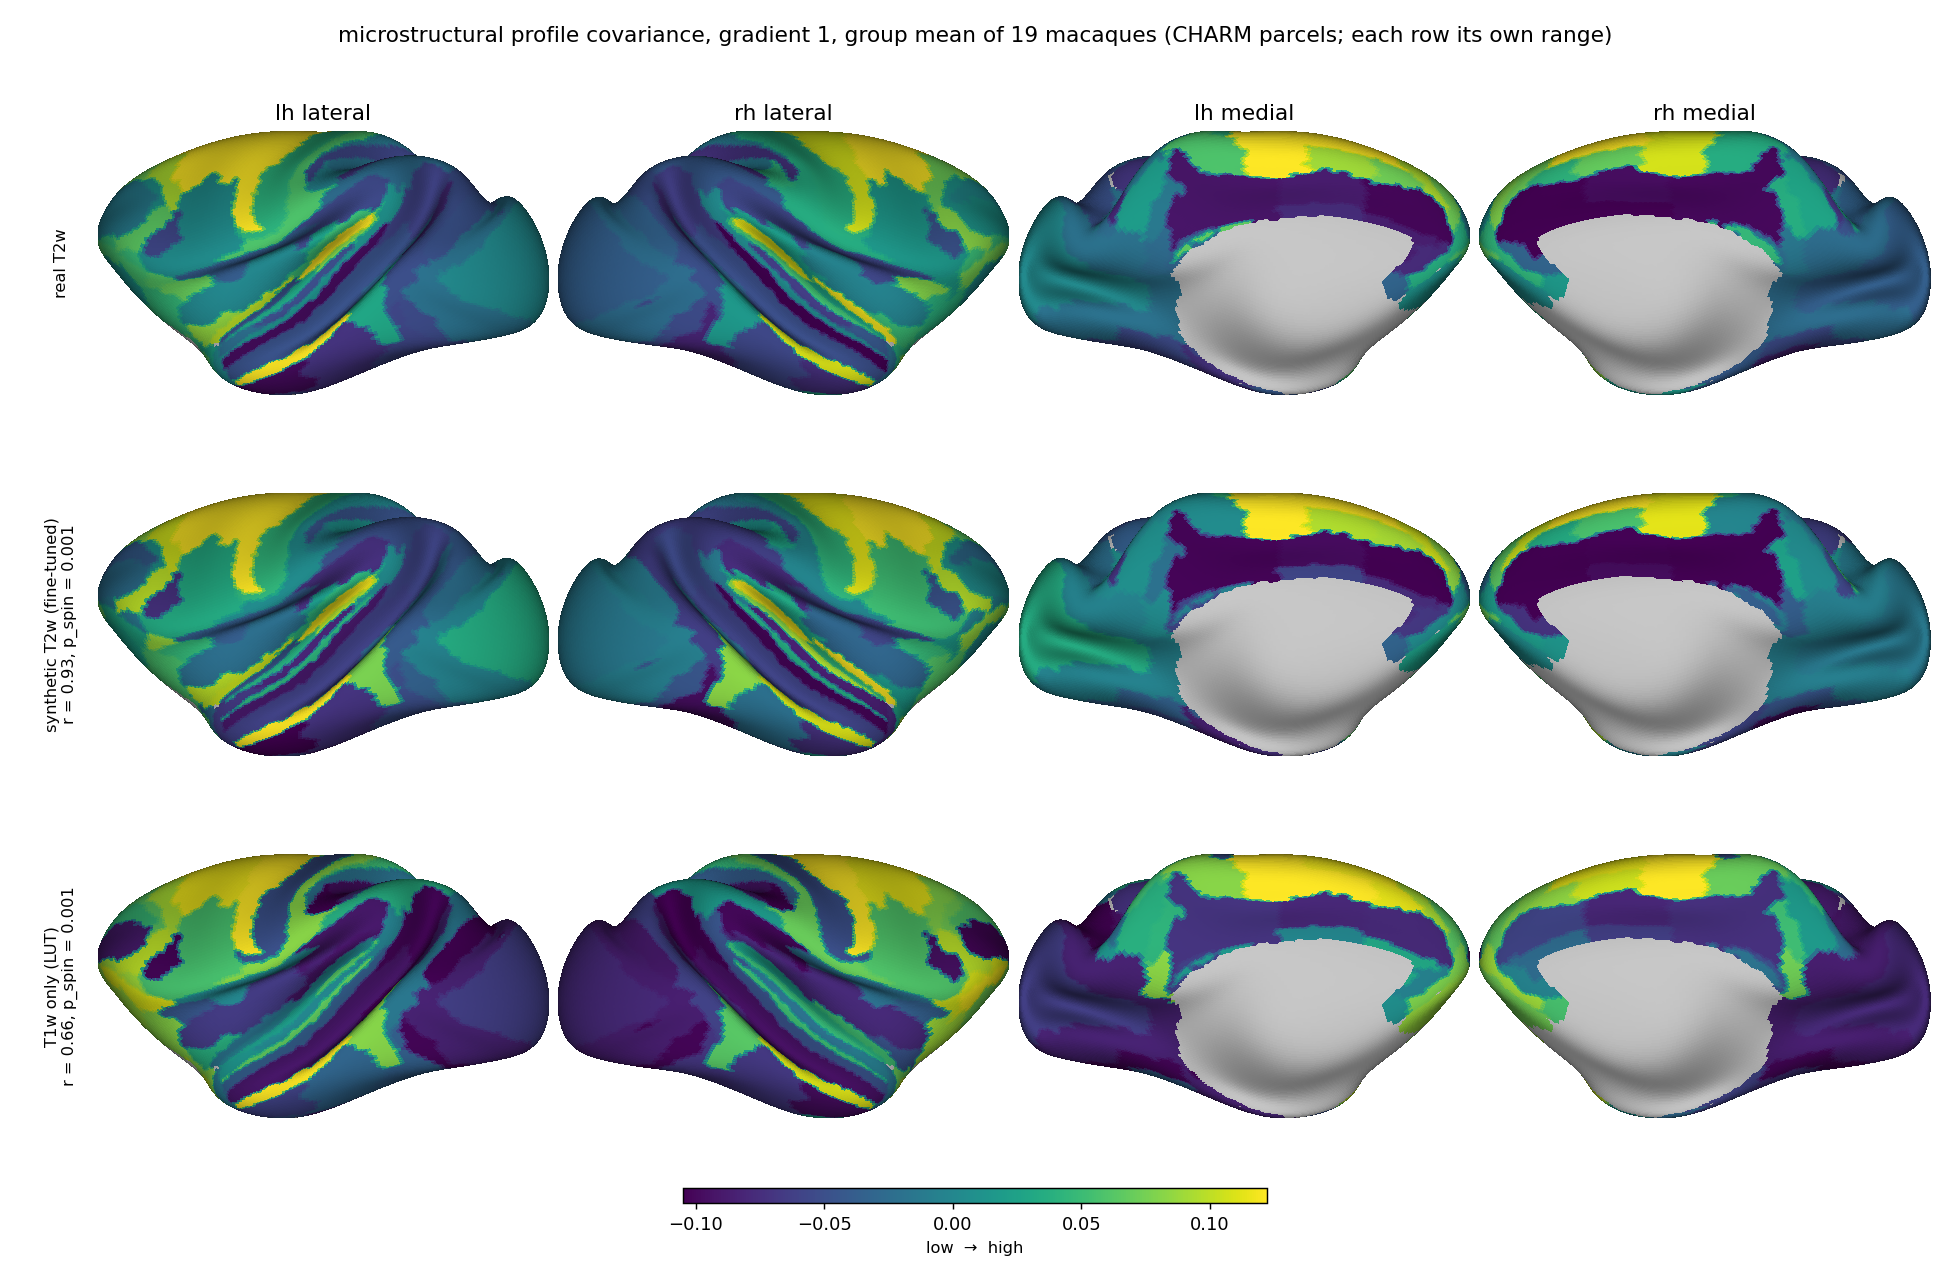 microstructural profile covariance, gradient 1, group mean of 19 macaques (CHARM parcels; each row its own range)
lh lateral
rh lateral
lh medial
rh medial
real T2w
synthetic T2w (fine-tuned)
r = 0.93, p_spin = 0.001
T1w only (LUT)
r = 0.66, p_spin = 0.001
−0.10
−0.05
0.00
0.05
0.10
low → high